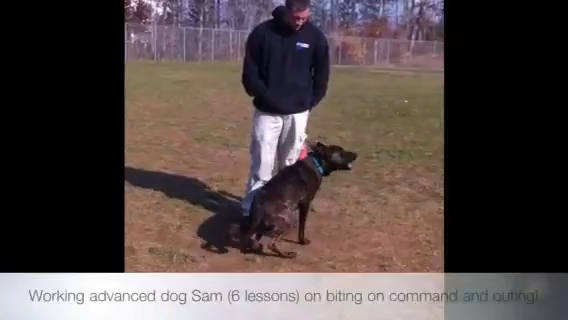 Working advanced dog Sam (6 lessons) on biting on command and outing!